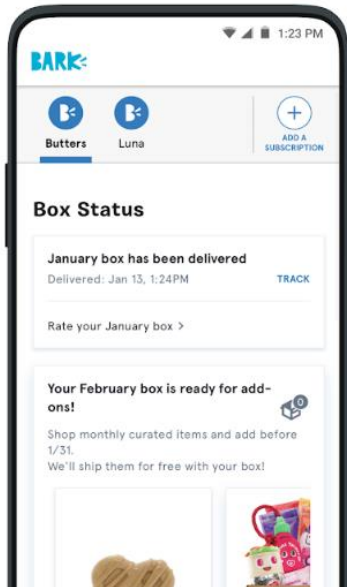 1:23 PM
BARK
Butters
Luna
ADD A
SUBSCRIPTION
Box Status
January box has been delivered
Delivered: Jan 13, 1:24PM
TRACK
Rate your January box >
Your February box is ready for add-
ons!
0
Shop monthly curated items and add before
1/31.
We'll ship them for free with your box!